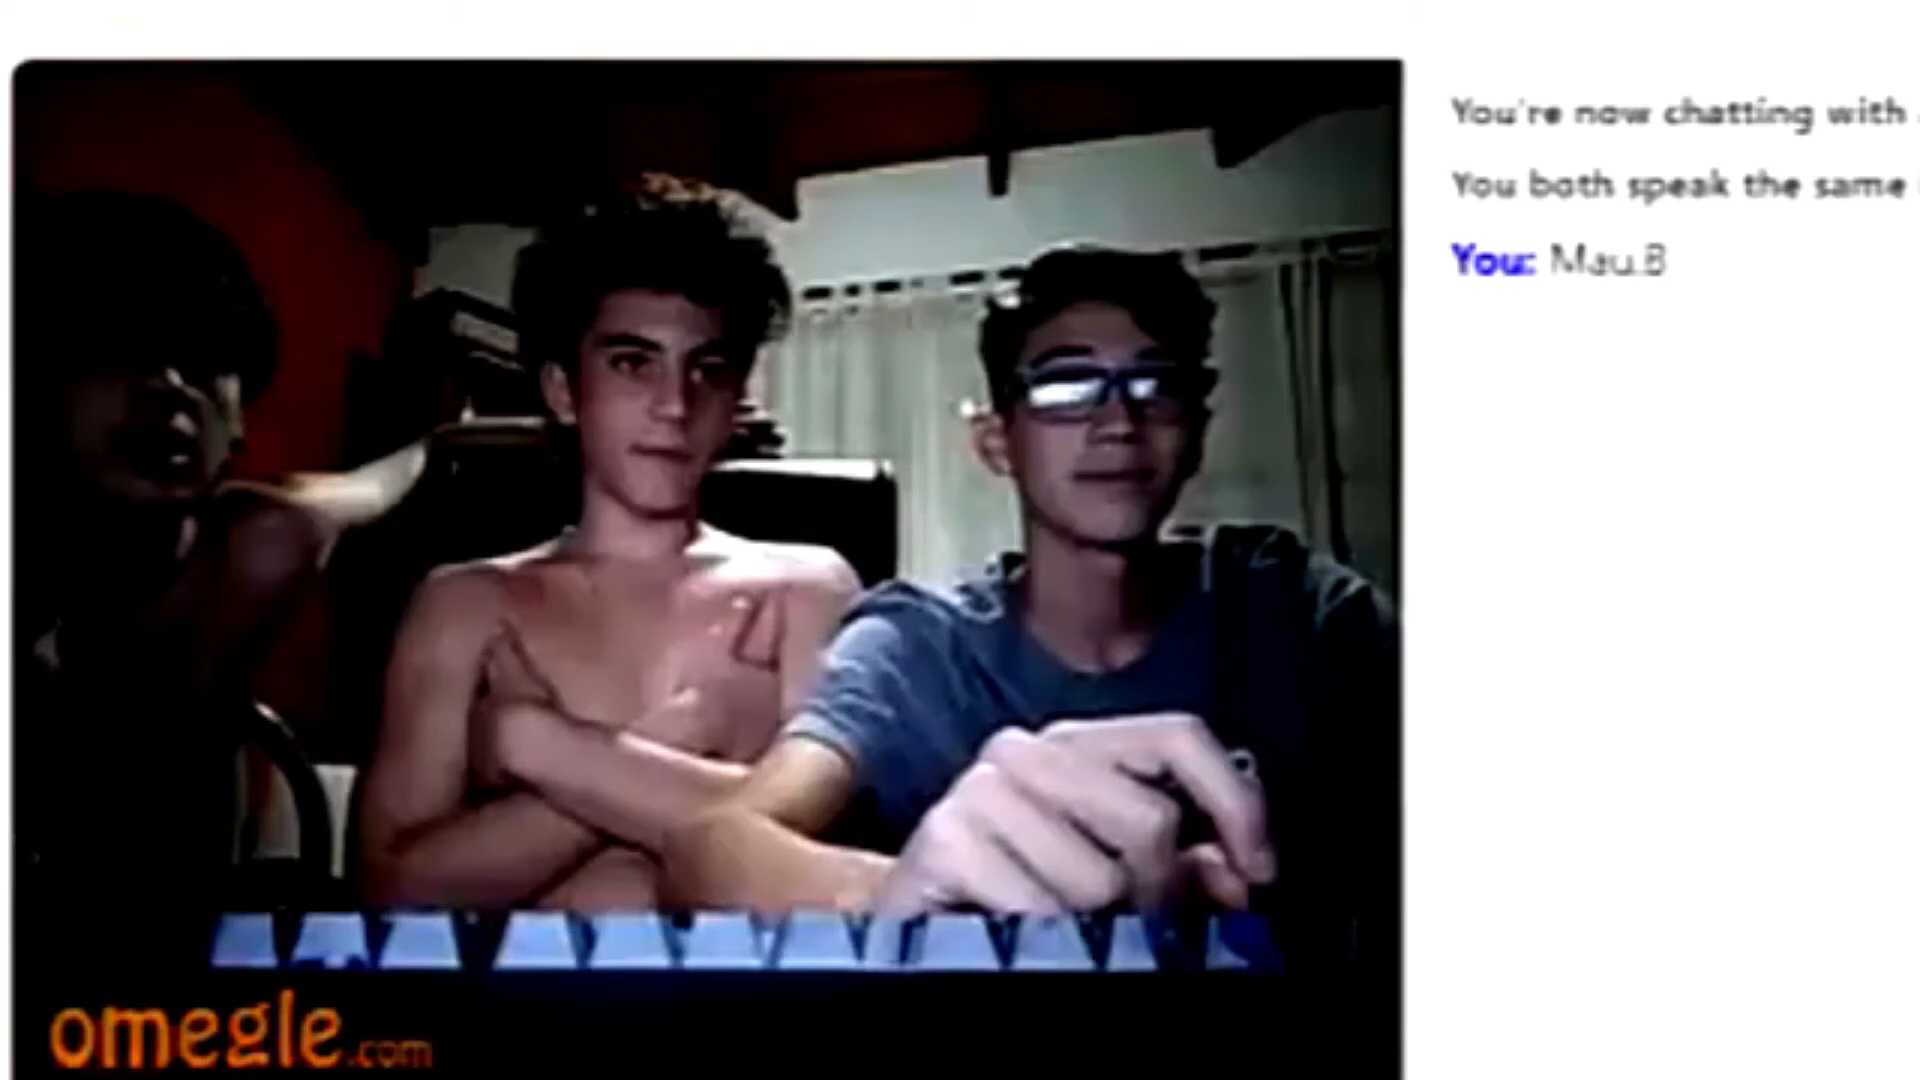 You're now chatting with
You both speak the same
You: Mau.B
omegle.com